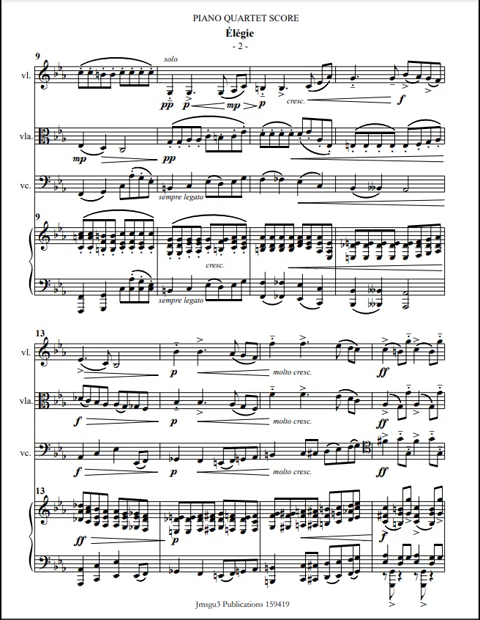 PIANO QUARTET SCORE
Élégie
- 2 -
9
solo
vl.
pp p mp p cresc. f
vla.
mp pp
vc.
sempre legato
9
cresc.
sempre legato
13
vl.
p molto cresc. ff
vla.
f p molto cresc. ff
vc.
f p molto cresc. ff
13
ff p f
Jmsgu3 Publications 159419